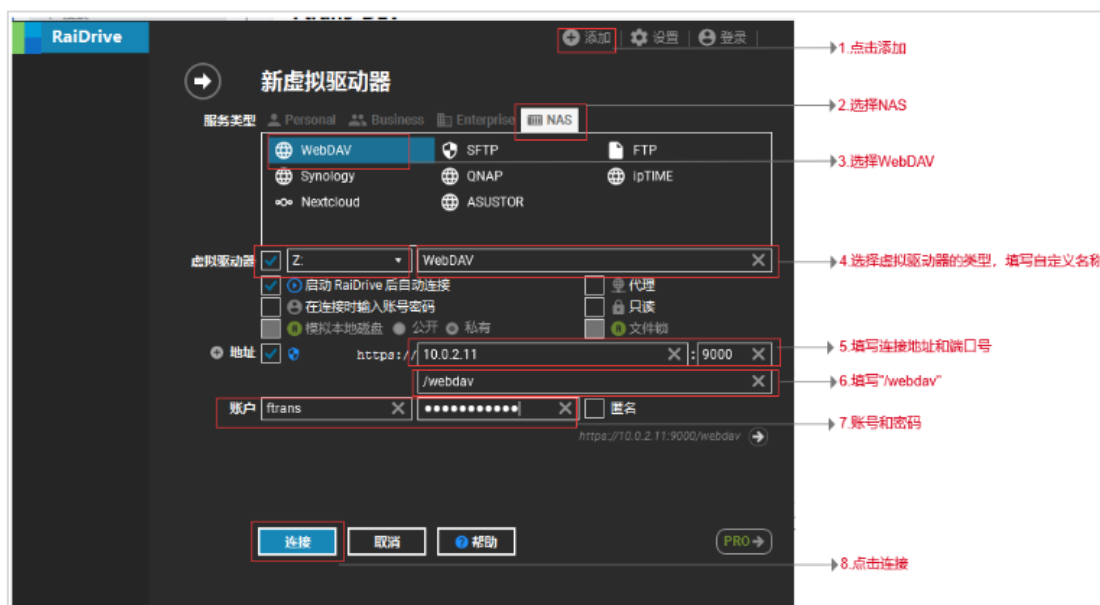 RaiDrive
添加 | 设置 | 登录 |
1.点击添加
新虚拟驱动器
2.选择NAS
服务类型 Personal Business Enterprise NAS
WebDAV SFTP FTP
3.选择WebDAV
Synology QNAP ipTIME
Nextcloud ASUSTOR
虚拟驱动器 Z: WebDAV
4.选择虚拟驱动器的类型，填写自定义名称
启动 RaiDrive 后自动连接 代理
在连接时输入账号密码 只读
模拟本地磁盘 公开 私有 文件锁
地址 https:// 10.0.2.11 : 9000
5.填写连接地址和端口号
/webdav
6.填写"/webdav"
账户 ftrans ●●●●●●●●●●● 匿名
7.账号和密码
https://10.0.2.11:9000/webdav
连接 取消 帮助 PRO
8.点击连接